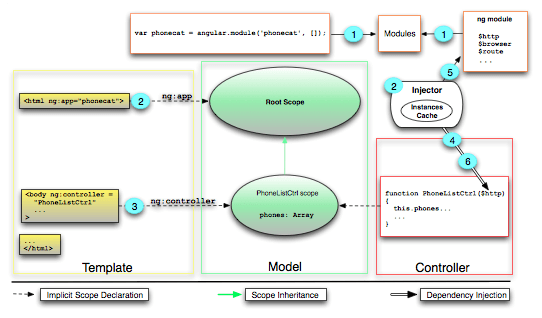 var phonecat = angular.module('phonecat', []);
1
Modules
1
ng module
$http
$browser
$route
...
<html ng:app="phonecat">
2
ng:app
Root Scope
2
Injector
Instances
Cache
5
4
6
<body ng:controller =
"PhoneListCtrl"
...
>
3
ng:controller
PhoneListCtrl scope
phones: Array
function PhoneListCtrl($http)
{
this.phones...
...
}
...
</html>
Template
Model
Controller
Implicit Scope Declaration
Scope Inheritance
Dependency Injection